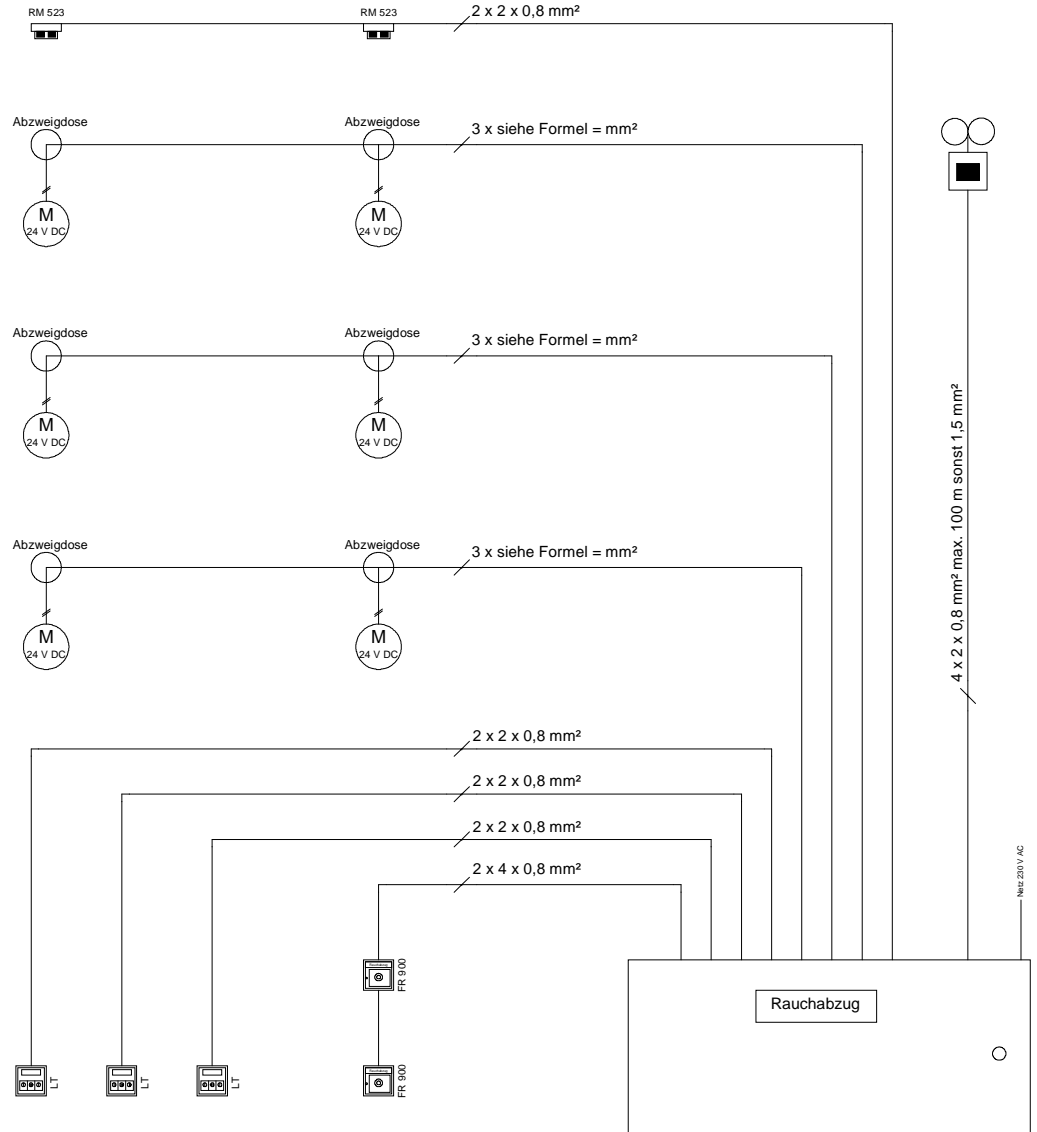 RM 523
RM 523
2 x 2 x 0,8 mm²
Abzweigdose
Abzweigdose
3 x siehe Formel = mm²
M
24 V DC
M
24 V DC
Abzweigdose
Abzweigdose
3 x siehe Formel = mm²
M
24 V DC
M
24 V DC
4 x 2 x 0,8 mm² max. 100 m sonst 1,5 mm²
Abzweigdose
Abzweigdose
3 x siehe Formel = mm²
M
24 V DC
M
24 V DC
2 x 2 x 0,8 mm²
2 x 2 x 0,8 mm²
2 x 2 x 0,8 mm²
2 x 4 x 0,8 mm²
Netz 230 V AC
Rauchabzug
FR 900
Rauchabzug
LT
LT
LT
Rauchabzug
FR 900